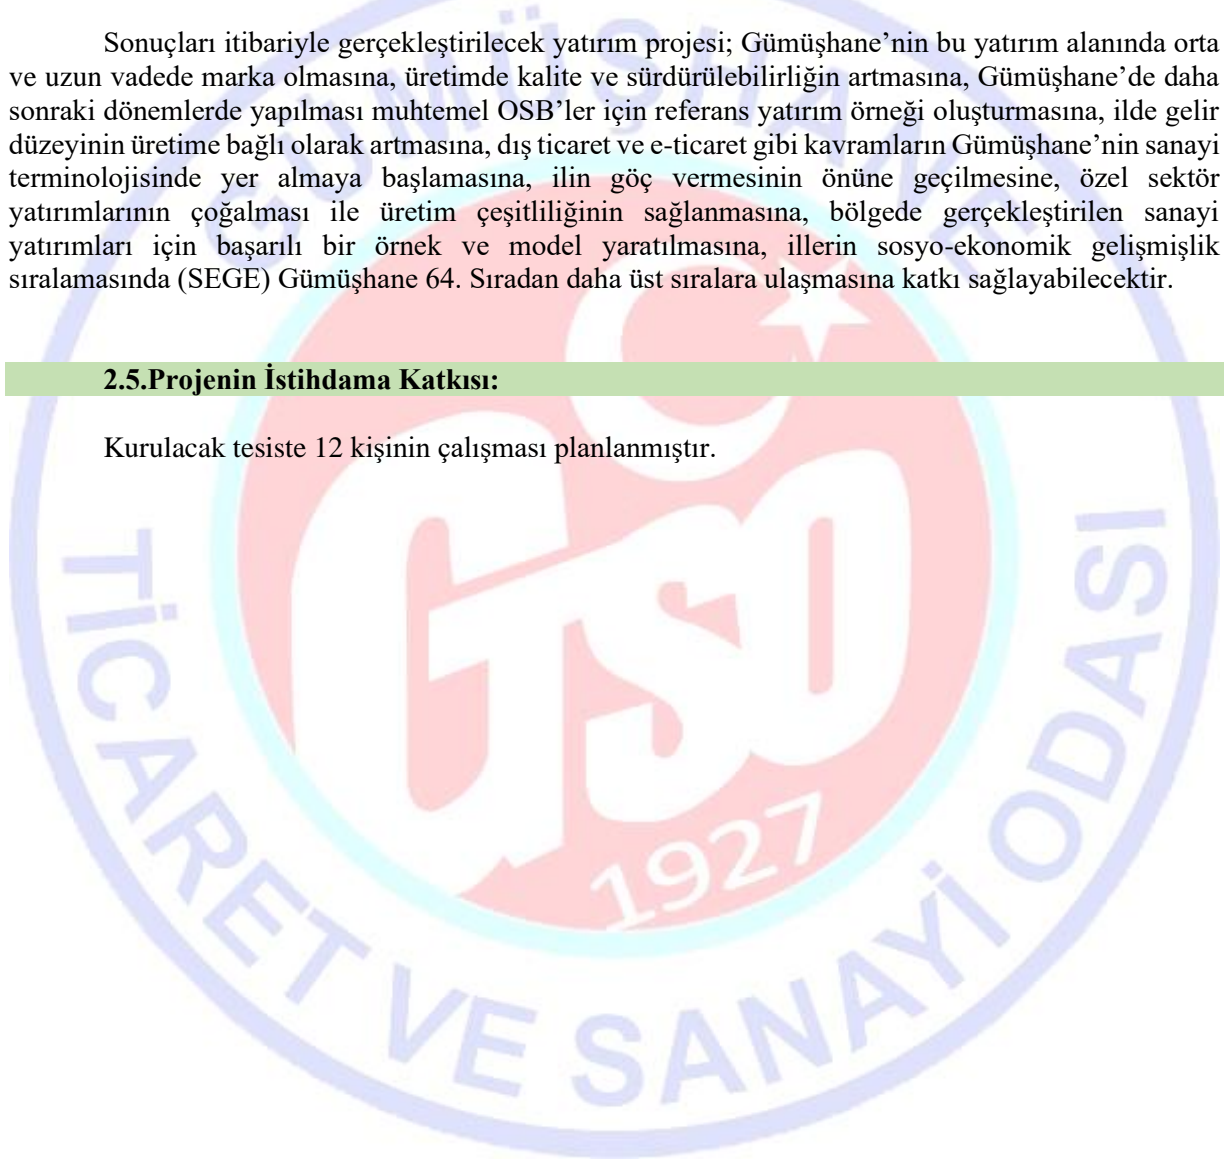 Sonuçları itibariyle gerçekleştirilecek yatırım projesi; Gümüşhane’nin bu yatırım alanında orta
ve uzun vadede marka olmasına, üretimde kalite ve sürdürülebilirliğin artmasına, Gümüşhane’de daha
sonraki dönemlerde yapılması muhtemel OSB’ler için referans yatırım örneği oluşturmasına, ilde gelir
düzeyinin üretime bağlı olarak artmasına, dış ticaret ve e-ticaret gibi kavramların Gümüşhane’nin sanayi
terminolojisinde yer almaya başlamasına, ilin göç vermesinin önüne geçilmesine, özel sektör
yatırımlarının çoğalması ile üretim çeşitliliğinin sağlanmasına, bölgede gerçekleştirilen sanayi
yatırımları için başarılı bir örnek ve model yaratılmasına, illerin sosyo-ekonomik gelişmişlik
sıralamasında (SEGE) Gümüşhane 64. Sıradan daha üst sıralara ulaşmasına katkı sağlayabilecektir.
2.5.Projenin İstihdama Katkısı:
Kurulacak tesiste 12 kişinin çalışması planlanmıştır.
GÜMÜŞHANE
TİCARET VE SANAYİ ODASI
GTSO
1927